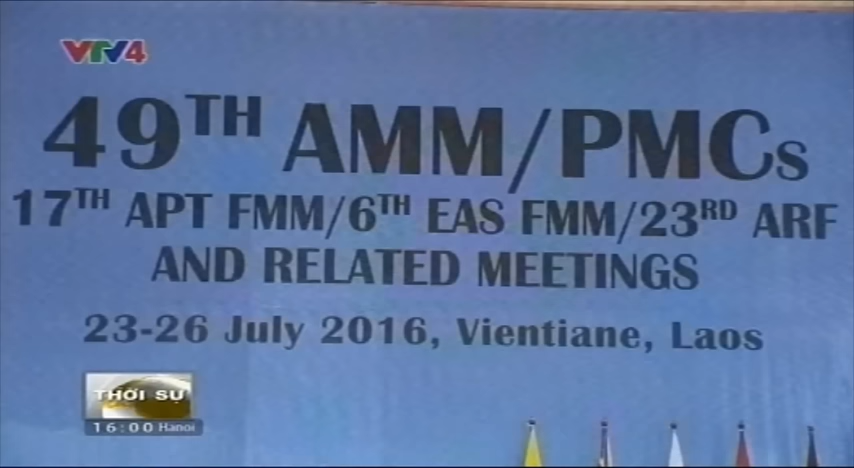 VTV4
49TH AMM/PMCs
17TH APT FMM/6TH EAS FMM/23RD ARF
AND RELATED MEETINGS
23-26 July 2016, Vientiane, Laos
THỜI SỰ
16:00 Hanoi